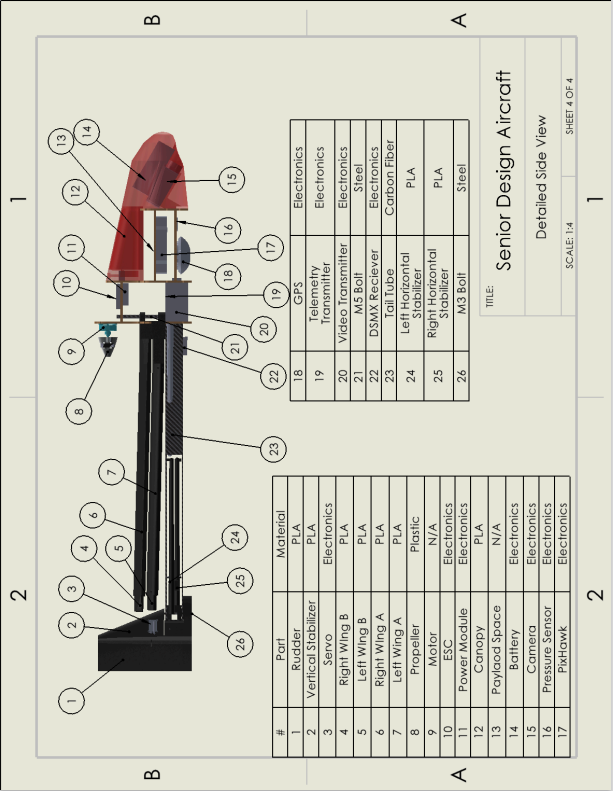 2
1
B
B
A
A
2
1
1
2
3
4
5
6
7
8
9
10
11
12
13
14
15
16
17
18
19
20
21
22
23
24
25
26
# Part Material
1 Rudder PLA
2 Vertical Stabilizer PLA
3 Servo Electronics
4 Right WIng B PLA
5 Left WIng B PLA
6 Right WIng A PLA
7 Left Wing A PLA
8 Propeller Plastic
9 Motor N/A
10 ESC Electronics
11 Power Module Electronics
12 Canopy PLA
13 Paylaod Space N/A
14 Battery Electronics
15 Camera Electronics
16 Pressure Sensor Electronics
17 PixHawk Electronics
18 GPS Electronics
19 Telemetry Electronics
Transmitter
20 Video Transmitter Electronics
21 M5 Bolt Steel
22 DSMX Reciever Electronics
23 Tail Tube Carbon Fiber
24 Left Horizontal PLA
Stabilizer
25 Right Horizontal PLA
Stabilizer
26 M3 Bolt Steel
TITLE:
Senior Design Aircraft
Detailed Side View
SCALE: 1:4 SHEET 4 OF 4